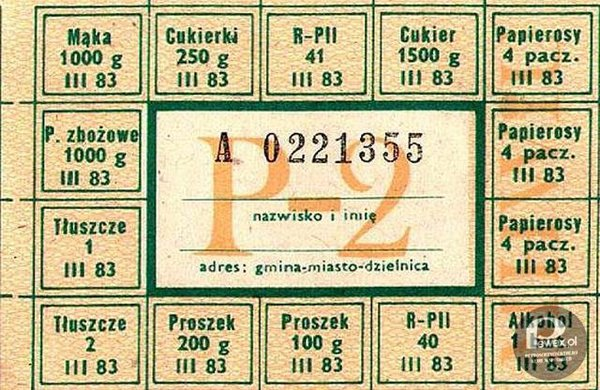 Mąka
1000 g
III 83
Cukierki
250 g
III 83
R-PII
41
III 83
Cukier
1500 g
III 83
Papierosy
4 pacz.
III 83
P. zbożowe
1000 g
III 83
A 0221355
P-2
nazwisko i imię
adres: gmina-miasto-dzielnica
Papierosy
4 pacz.
III 83
Tłuszcze
1
III 83
Papierosy
4 pacz.
III 83
Tłuszcze
2
III 83
Proszek
200 g
III 83
Proszek
100 g
III 83
R-PII
40
III 83
Alkohol
1
III 83